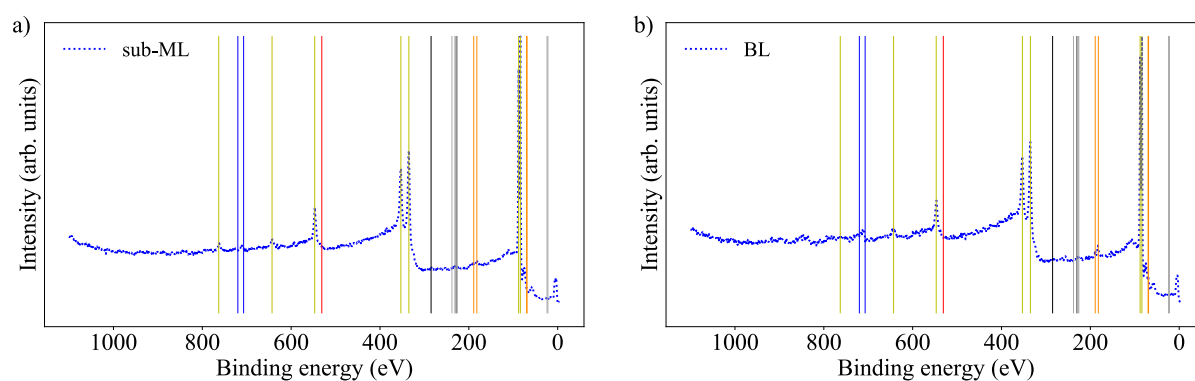 a)
sub-ML
Intensity (arb. units)
1000 800 600 400 200 0
Binding energy (eV)
b)
BL
Intensity (arb. units)
1000 800 600 400 200 0
Binding energy (eV)